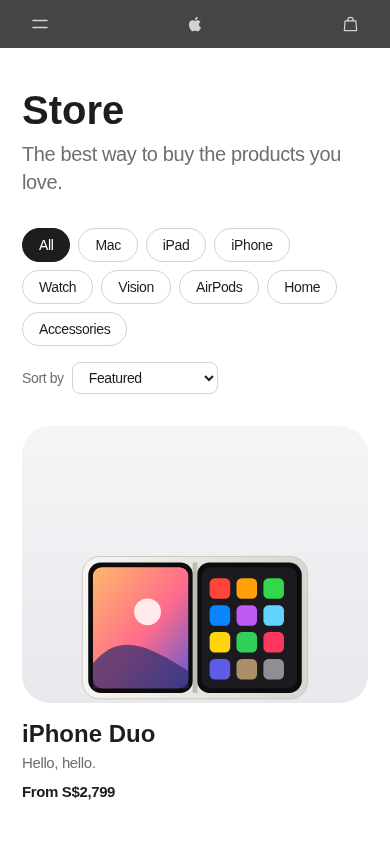 Store
The best way to buy the products you
love.
All Mac iPad iPhone
Watch Vision AirPods Home
Accessories
Sort by Featured
iPhone Duo
Hello, hello.
From S$2,799